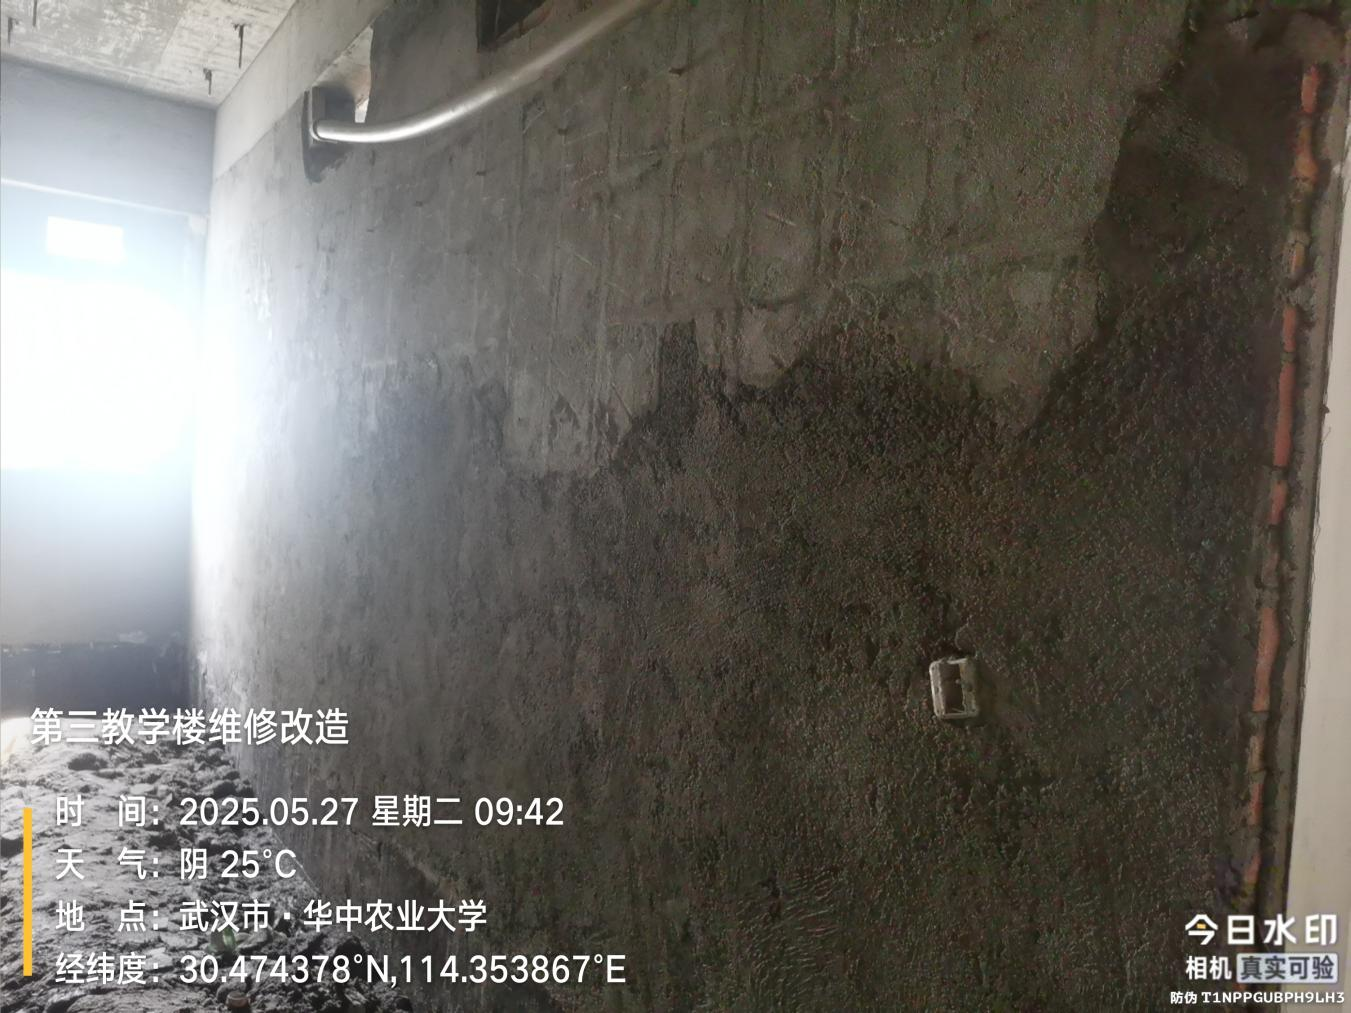 第三教学楼维修改造
时 间：2025.05.27 星期二 09:42
天 气：阴 25°C
地 点：武汉市·华中农业大学
经纬度：30.474378°N,114.353867°E
今日水印
相机 真实可验
防伪 T1NPPGUBPH9LH3